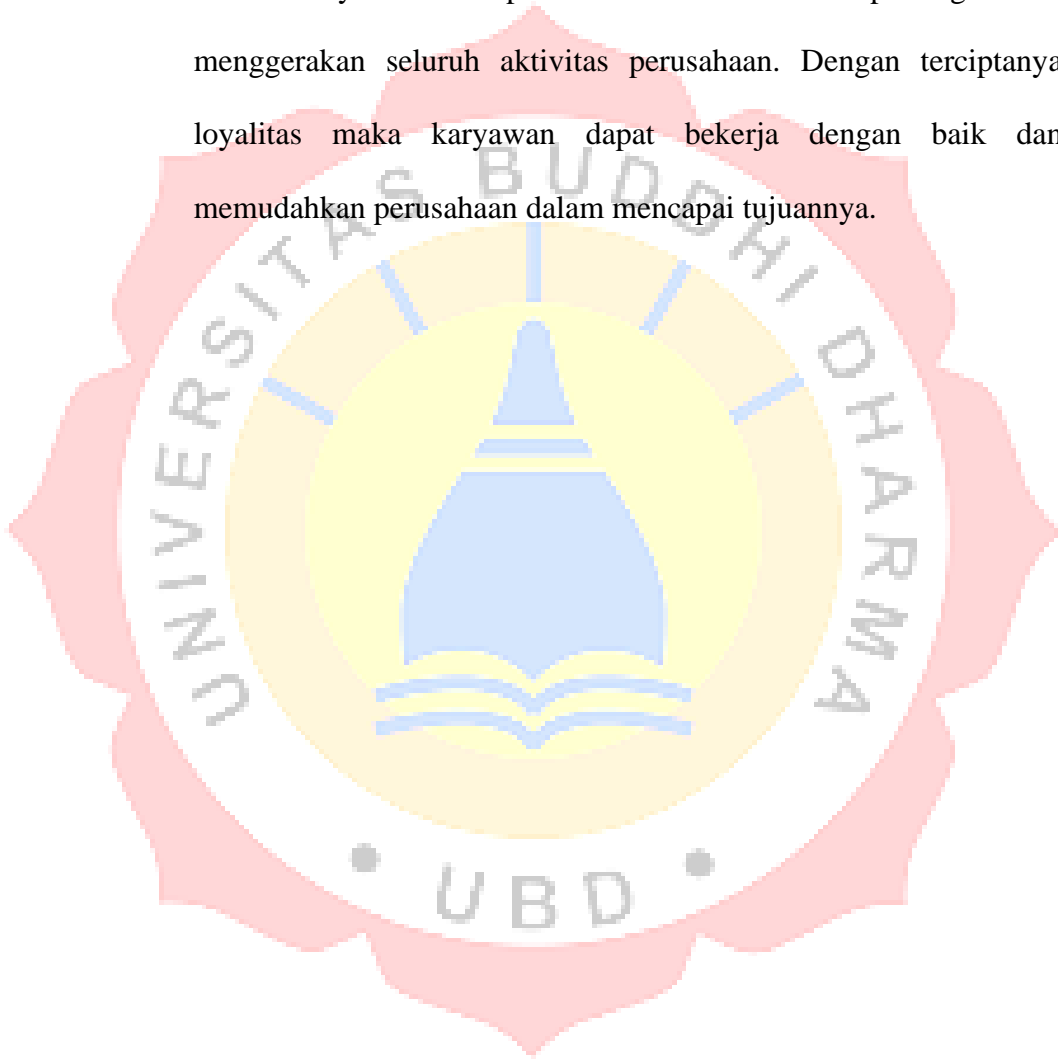 menggerakan seluruh aktivitas perusahaan. Dengan terciptanya
loyalitas maka karyawan dapat bekerja dengan baik dan
memudahkan perusahaan dalam mencapai tujuannya.
UNIVERSITAS BUDDHI DHARMA
• UBD •